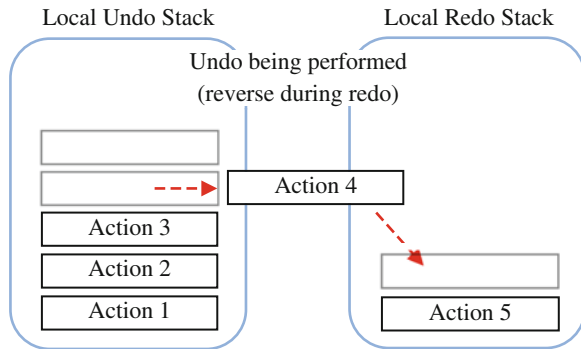 Local Undo Stack
Local Redo Stack
Undo being performed
(reverse during redo)
Action 4
Action 3
Action 2
Action 1
Action 5